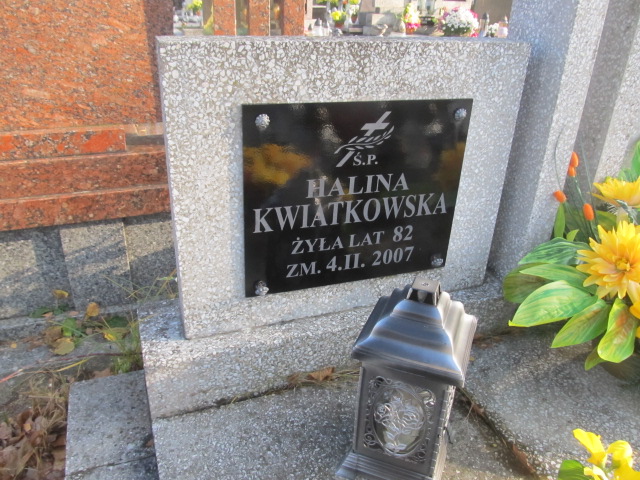 Ś.P.
HALINA
KWIATKOWSKA
ŻYŁA LAT 82
ZM. 4.II. 2007